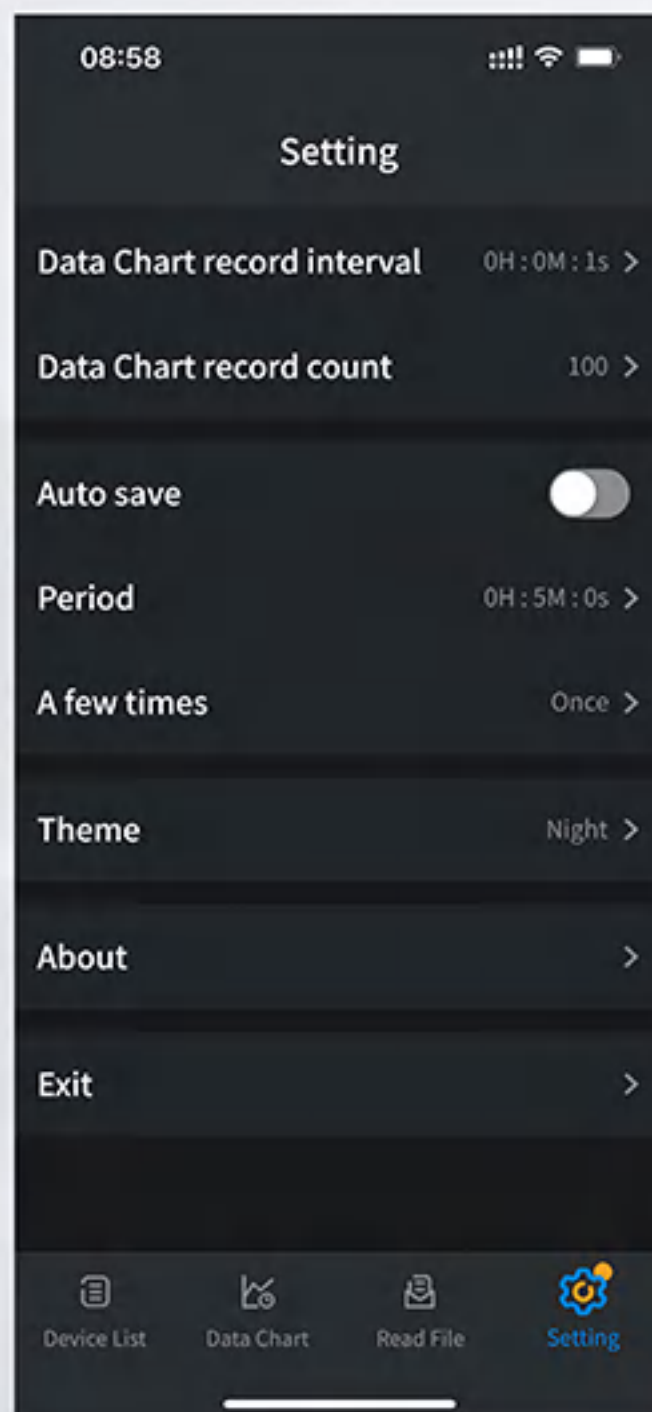 08:58
Setting
Data Chart record interval 0H:0M:1s >
Data Chart record count 100 >
Auto save
Period 0H:5M:0s >
A few times Once >
Theme Night >
About >
Exit >
Device List Data Chart Read File Setting